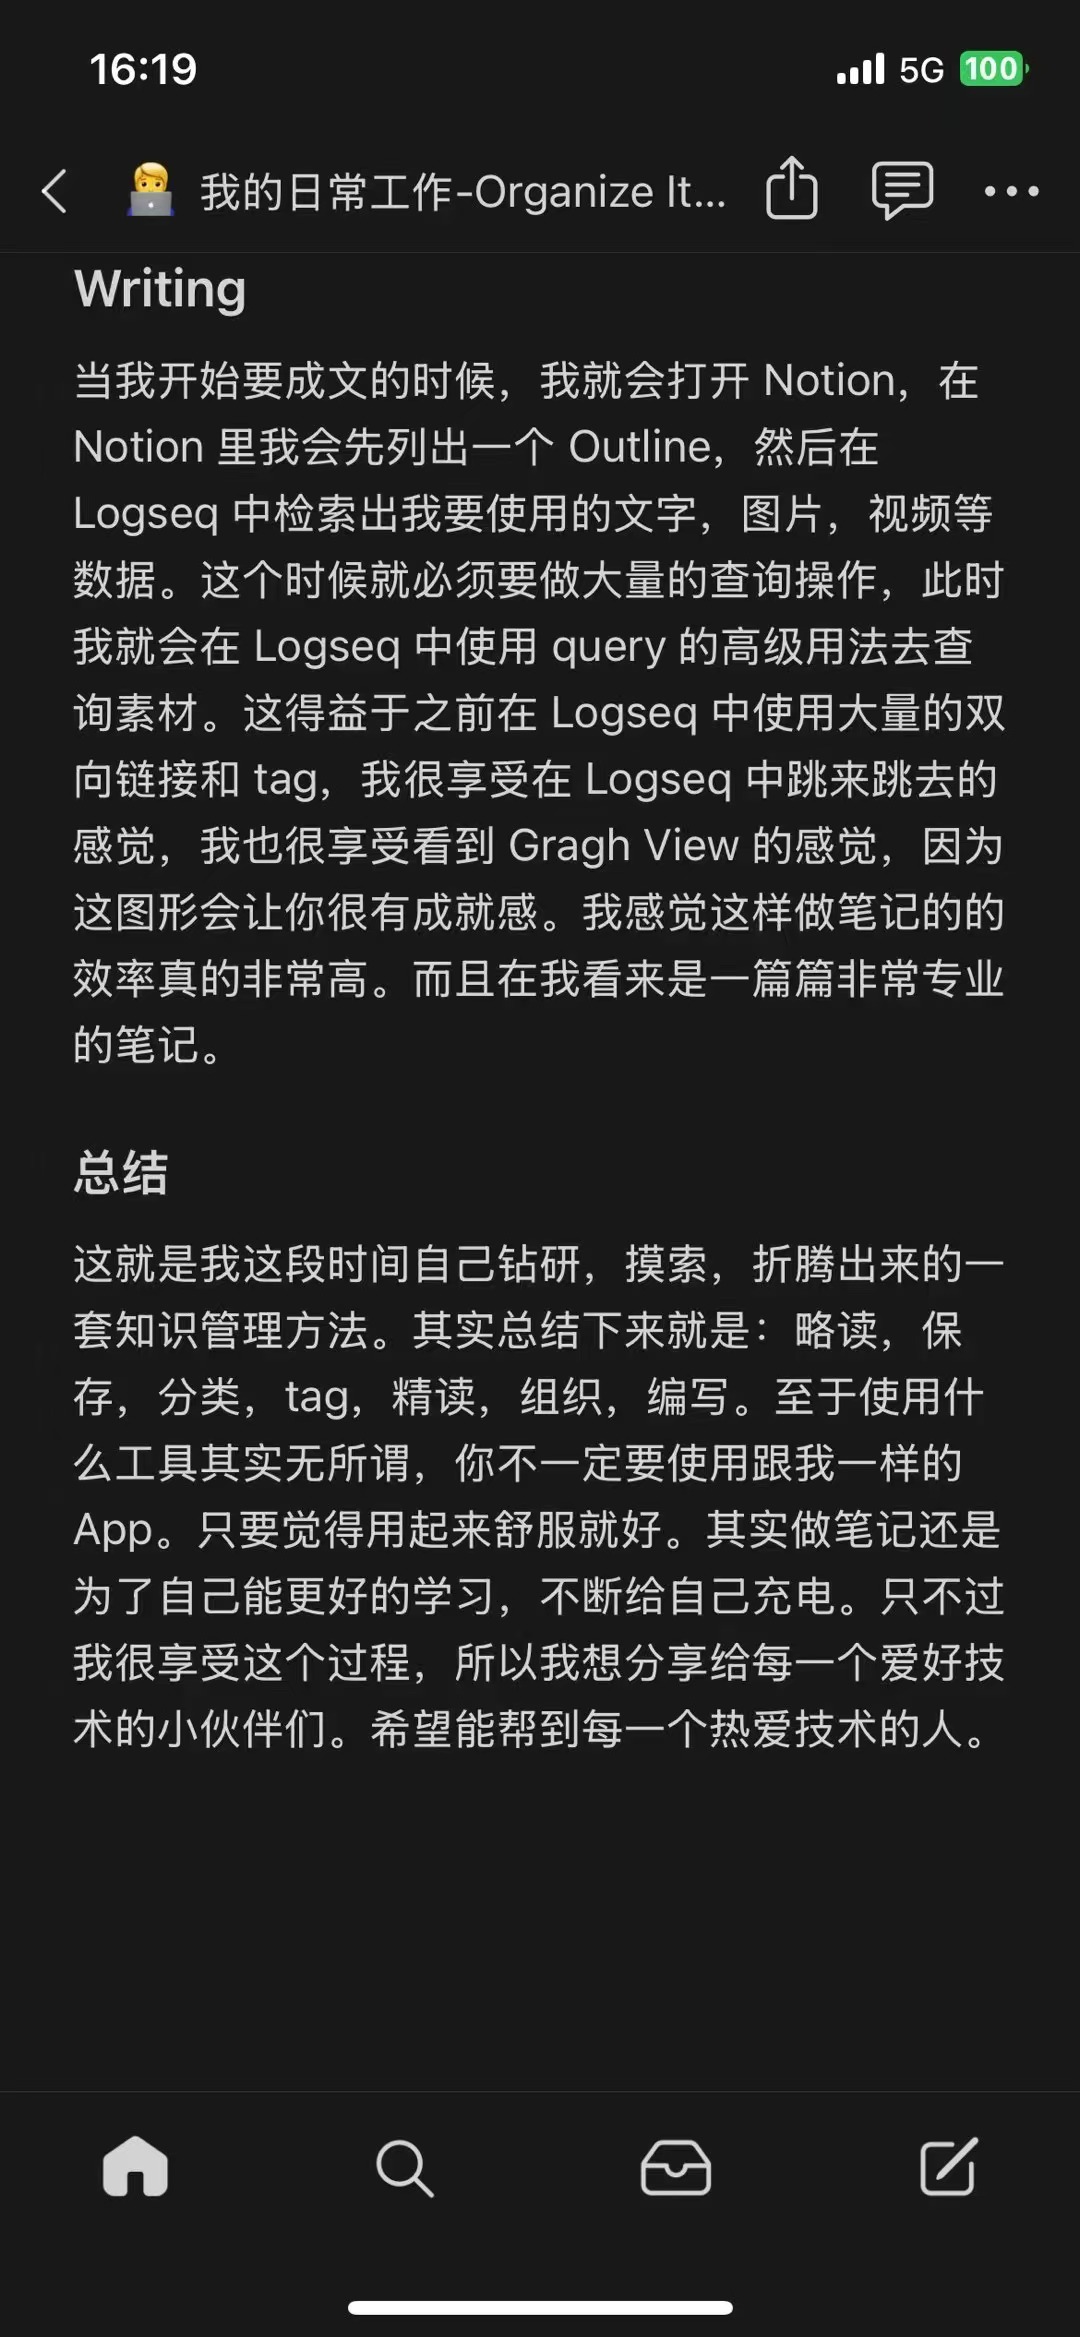 16:19
5G 100
我的日常工作-Organize It...
Writing
当我开始要成文的时候，我就会打开 Notion，在
Notion 里我会先列出一个 Outline，然后在
Logseq 中检索出我要使用的文字，图片，视频等
数据。这个时候就必须要做大量的查询操作，此时
我就会在 Logseq 中使用 query 的高级用法去查
询素材。这得益于之前在 Logseq 中使用大量的双
向链接和 tag，我很享受在 Logseq 中跳来跳去的
感觉，我也很享受看到 Gragh View 的感觉，因为
这图形会让你很有成就感。我感觉这样做笔记的的
效率真的非常高。而且在我看来是一篇篇非常专业
的笔记。
总结
这就是我这段时间自己钻研，摸索，折腾出来的一
套知识管理方法。其实总结下来就是：略读，保
存，分类，tag，精读，组织，编写。至于使用什
么工具其实无所谓，你不一定要使用跟我一样的
App。只要觉得用起来舒服就好。其实做笔记还是
为了自己能更好的学习，不断给自己充电。只不过
我很享受这个过程，所以我想分享给每一个爱好技
术的小伙伴们。希望能帮到每一个热爱技术的人。